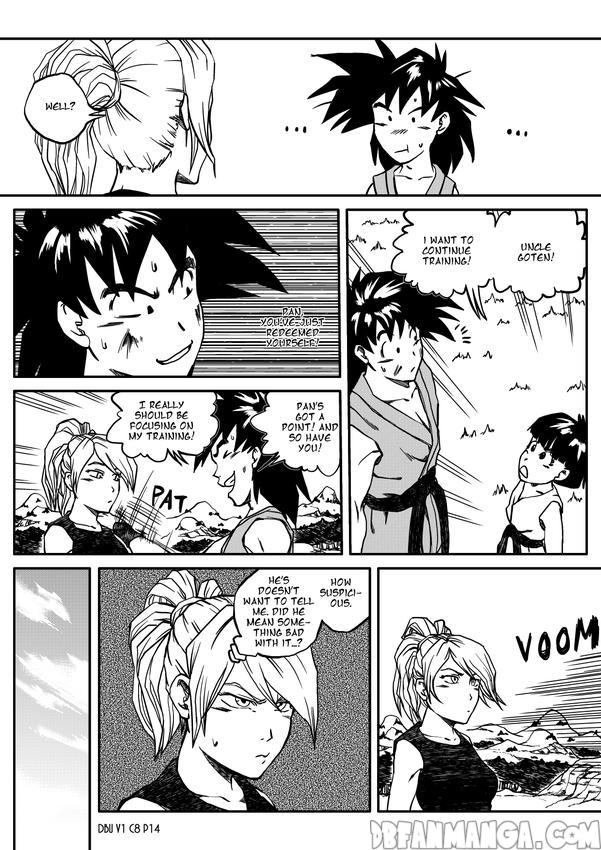 ...
...
WELL?
UNCLE
GOTEN!
I WANT TO
CONTINUE
TRAINING!
PAN,
YOU'VE JUST
REDEEMED
YOURSELF!
PAN'S
GOT A
POINT! AND
SO HAVE
YOU!
I REALLY
SHOULD BE
FOCUSING ON
MY TRAINING!
PAT
VOOM
HOW
SUSPICI-
OUS.
HE'S
DOESN'T
WANT TO TELL
ME. DID HE
MEAN SOME-
THING BAD
WITH IT...?
DBU V1 C8 P14
DBFANMANGA.COM